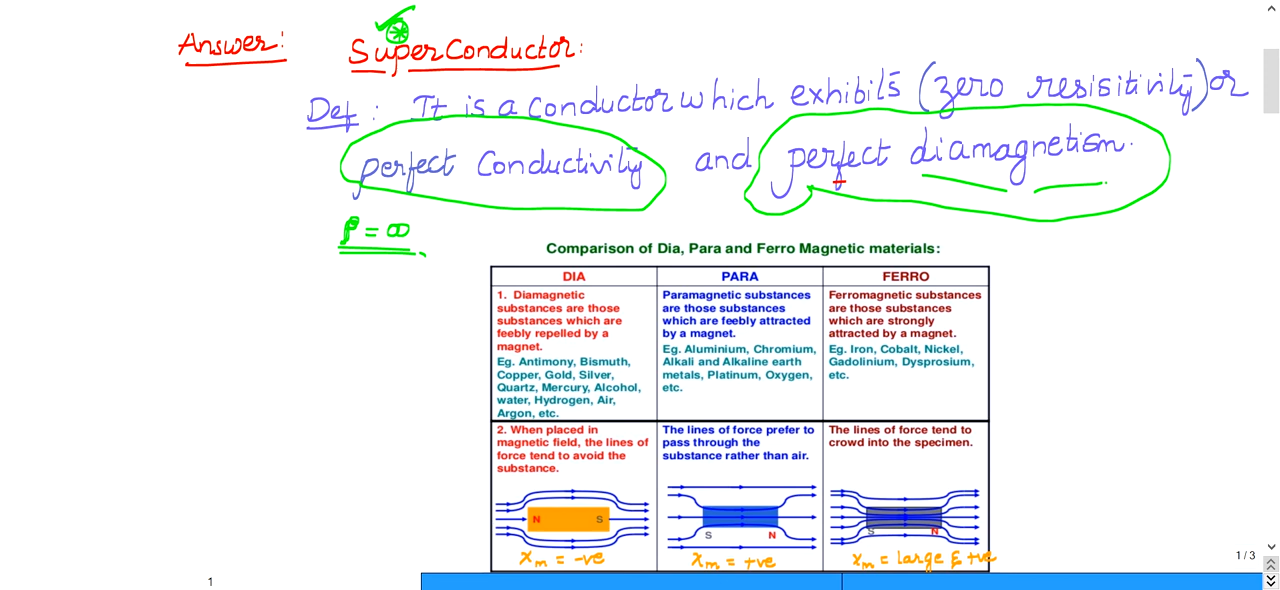 Answer: SuperConductor:
Def: It is a conductor which exhibits (zero resisitivity) or
perfect Conductivity and perfect diamagnetism.
ρ = ∞
Comparison of Dia, Para and Ferro Magnetic materials:
DIA
PARA
FERRO
1. Diamagnetic
substances are those
substances which are
feebly repelled by a
magnet.
Eg. Antimony, Bismuth,
Copper, Gold, Silver,
Quartz, Mercury, Alcohol,
water, Hydrogen, Air,
Argon, etc.
Paramagnetic substances
are those substances
which are feebly attracted
by a magnet.
Eg. Aluminium, Chromium,
Alkali and Alkaline earth
metals, Platinum, Oxygen,
etc.
Ferromagnetic substances
are those substances
which are strongly
attracted by a magnet.
Eg. Iron, Cobalt, Nickel,
Gadolinium, Dysprosium,
etc.
2. When placed in
magnetic field, the lines of
force tend to avoid the
substance.
The lines of force prefer to
pass through the
substance rather than air.
The lines of force tend to
crowd into the specimen.
N S
S N
S N
χm = -ve
χm = +ve
χm = large & +ve
1 / 3
1